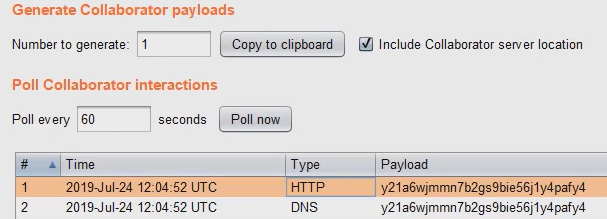 Generate Collaborator payloads
Number to generate: 1 Copy to clipboard Include Collaborator server location
Poll Collaborator interactions
Poll every 60 seconds Poll now
# Time Type Payload
1 2019-Jul-24 12:04:52 UTC HTTP y21a6wjmmn7b2gs9bie56j1y4pafy4
2 2019-Jul-24 12:04:52 UTC DNS y21a6wjmmn7b2gs9bie56j1y4pafy4